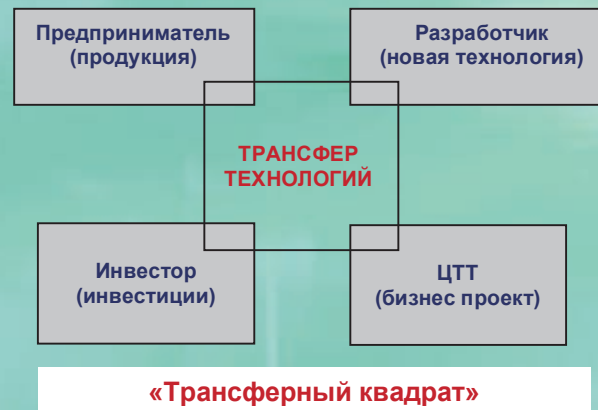 Предприниматель
(продукция)
Разработчик
(новая технология)
ТРАНСФЕР
ТЕХНОЛОГИЙ
Инвестор
(инвестиции)
ЦТТ
(бизнес проект)
«Трансферный квадрат»